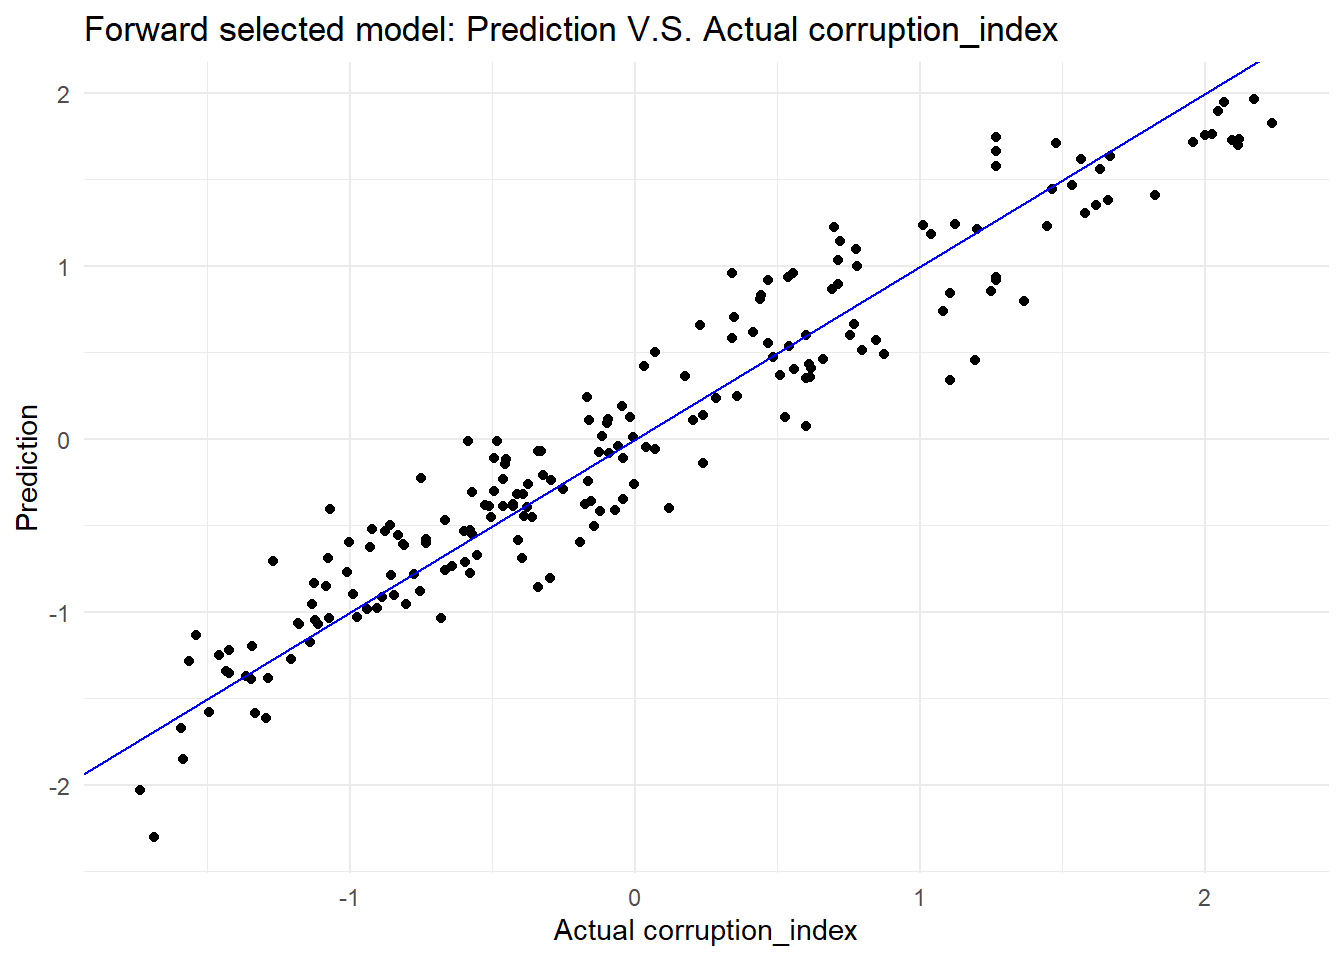 Forward selected model: Prediction V.S. Actual corruption_index
2
1
0
-1
-2
Prediction
-1 0 1 2
Actual corruption_index